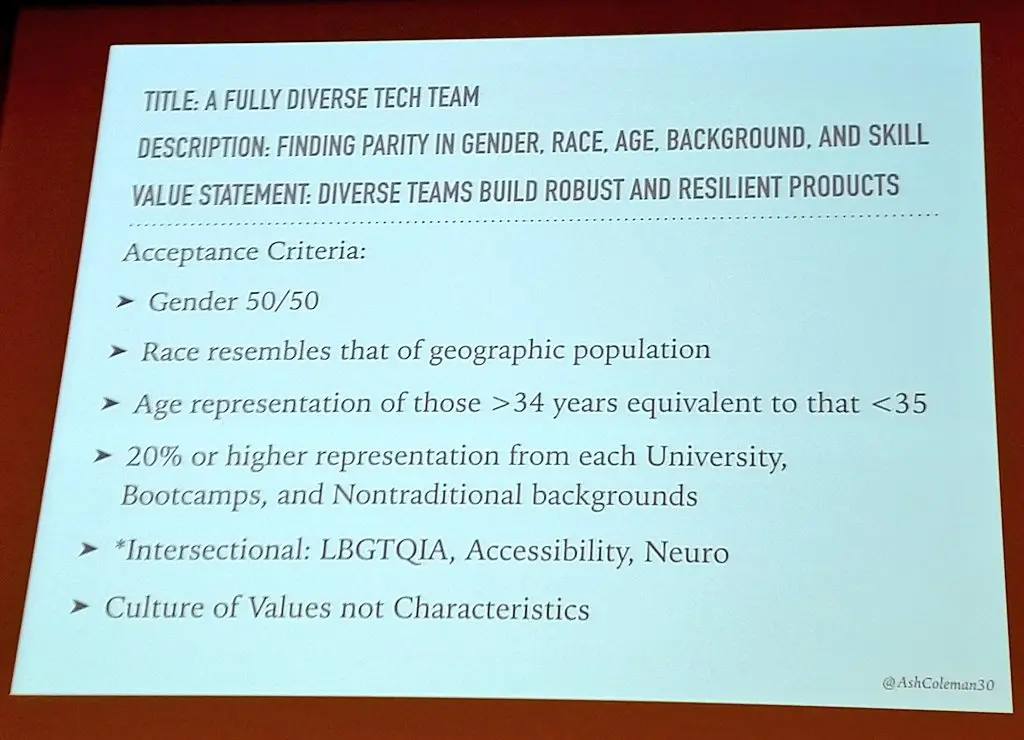 TITLE: A FULLY DIVERSE TECH TEAM
DESCRIPTION: FINDING PARITY IN GENDER, RACE, AGE, BACKGROUND, AND SKILL
VALUE STATEMENT: DIVERSE TEAMS BUILD ROBUST AND RESILIENT PRODUCTS
Acceptance Criteria:
➤ Gender 50/50
➤ Race resembles that of geographic population
➤ Age representation of those >34 years equivalent to that <35
➤ 20% or higher representation from each University,
Bootcamps, and Nontraditional backgrounds
➤ *Intersectional: LBGTQIA, Accessibility, Neuro
➤ Culture of Values not Characteristics
@AshColeman30